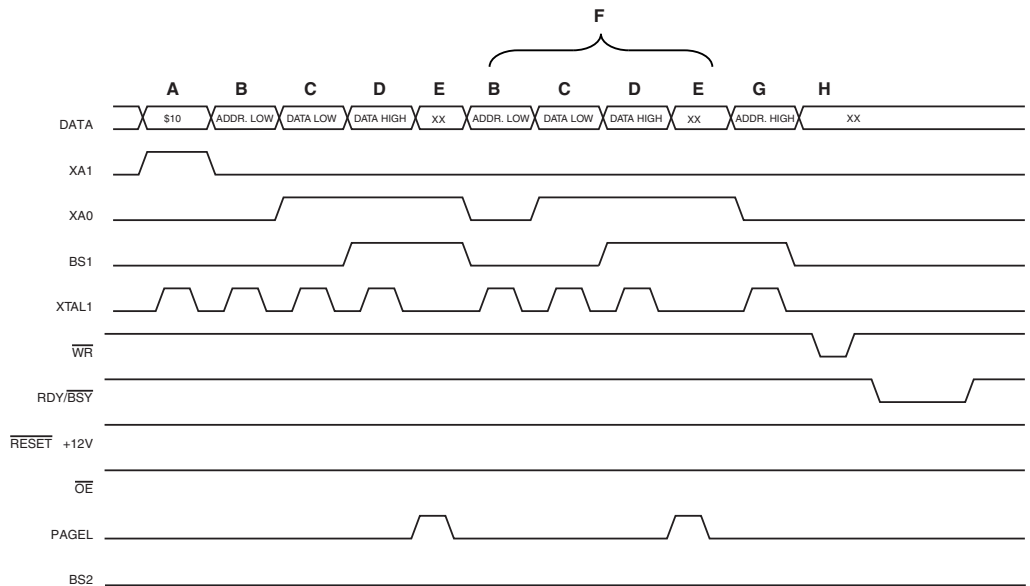 F
A B C D E B C D E G H
DATA $10 ADDR. LOW DATA LOW DATA HIGH XX ADDR. LOW DATA LOW DATA HIGH XX ADDR. HIGH XX
XA1
XA0
BS1
XTAL1
WR
RDY/BSY
RESET +12V
OE
PAGEL
BS2